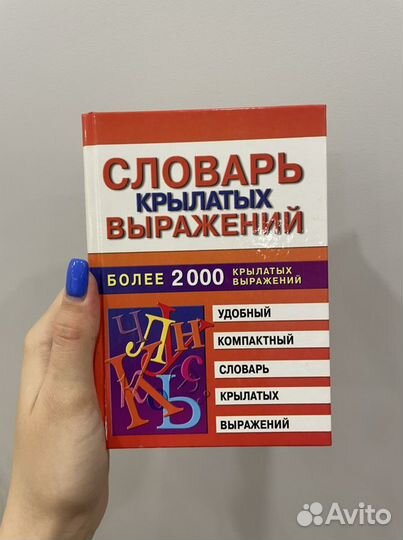 СЛОВАРЬ
КРЫЛАТЫХ
ВЫРАЖЕНИЙ
БОЛЕЕ 2000 КРЫЛАТЫХ
ВЫРАЖЕНИЙ
УДОБНЫЙ
КОМПАКТНЫЙ
СЛОВАРЬ
КРЫЛАТЫХ
ВЫРАЖЕНИЙ
Avito